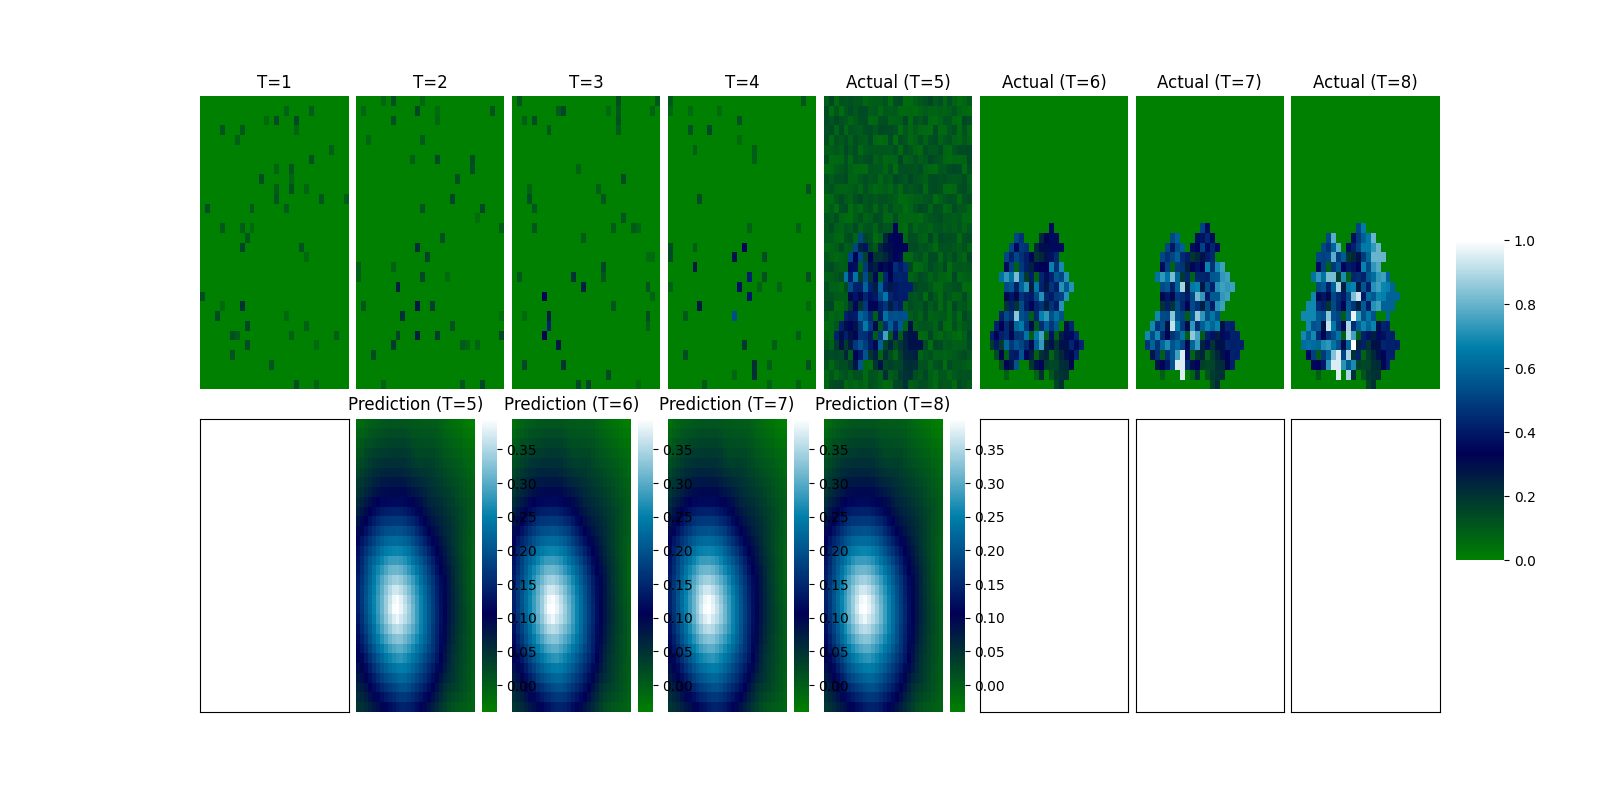 T=1 T=2 T=3 T=4 Actual (T=5) Actual (T=6) Actual (T=7) Actual (T=8)
1.0
0.8
0.6
0.4
0.2
0.0
Prediction (T=5) Prediction (T=6) Prediction (T=7) Prediction (T=8)
0.35 0.35 0.35 0.35
0.30 0.30 0.30 0.30
0.25 0.25 0.25 0.25
0.20 0.20 0.20 0.20
0.15 0.15 0.15 0.15
0.10 0.10 0.10 0.10
0.05 0.05 0.05 0.05
0.00 0.00 0.00 0.00